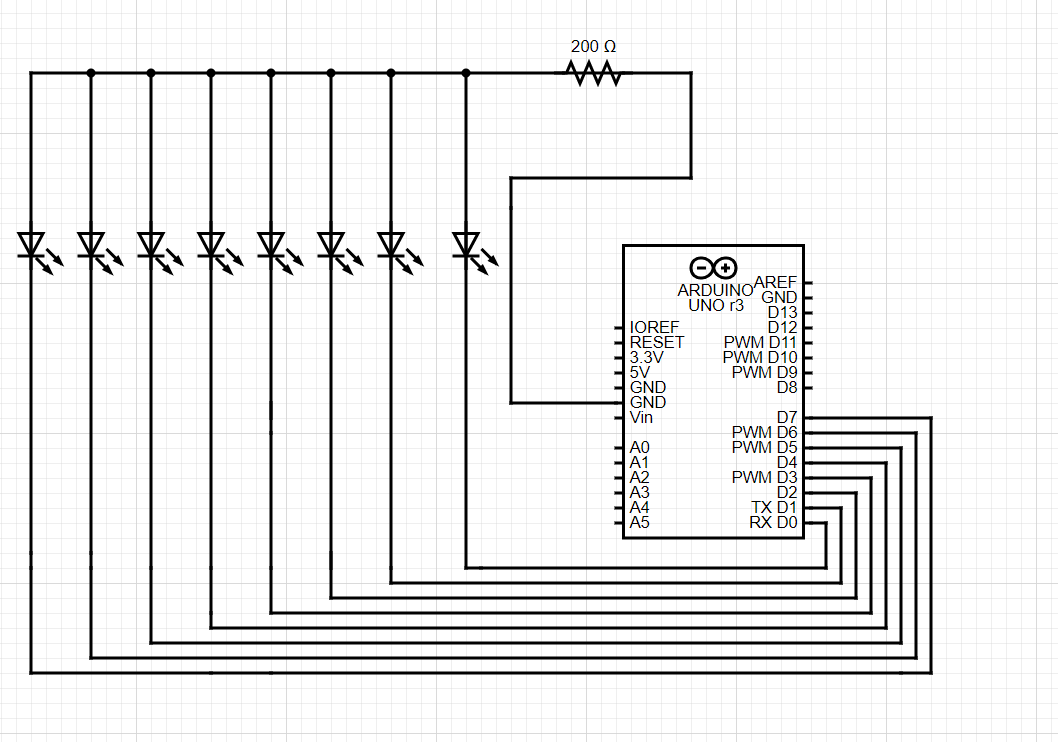 200 Ω
ARDUINO
UNO r3
AREF
GND
D13
D12
PWM D11
PWM D10
PWM D9
D8
IOREF
RESET
3.3V
5V
GND
GND
Vin
A0
A1
A2
A3
A4
A5
D7
PWM D6
PWM D5
D4
PWM D3
D2
TX D1
RX D0